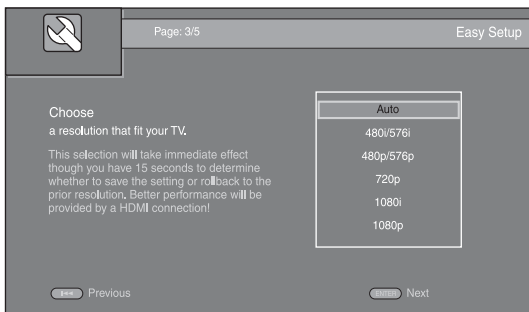 Page: 3/5
Easy Setup
Choose
a resolution that fit your TV.
This selection will take immediate effect
though you have 15 seconds to determine
whether to save the setting or rollback to the
prior resolution. Better performance will be
provided by a HDMI connection!
Auto
480i/576i
480p/576p
720p
1080i
1080p
Previous
ENTER Next